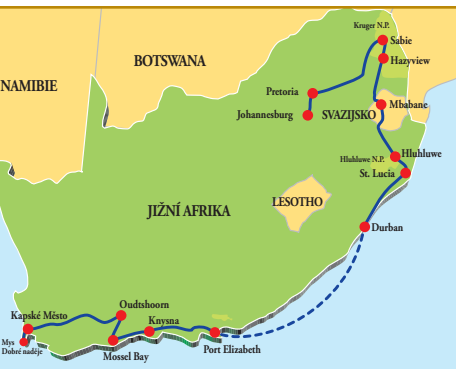 Kruger N.P.
Sabie
BOTSWANA
Hazyview
NAMIBIE
Pretoria
Mbabane
Johannesburg
SVAZIJSKO
Hluhluwe
Hluhluwe N.P.
St. Lucia
LESOTHO
JIŽNÍ AFRIKA
Durban
Oudtshoorn
Kapské Město
Knysna
Mys
Dobré naděje
Port Elizabeth
Mossel Bay